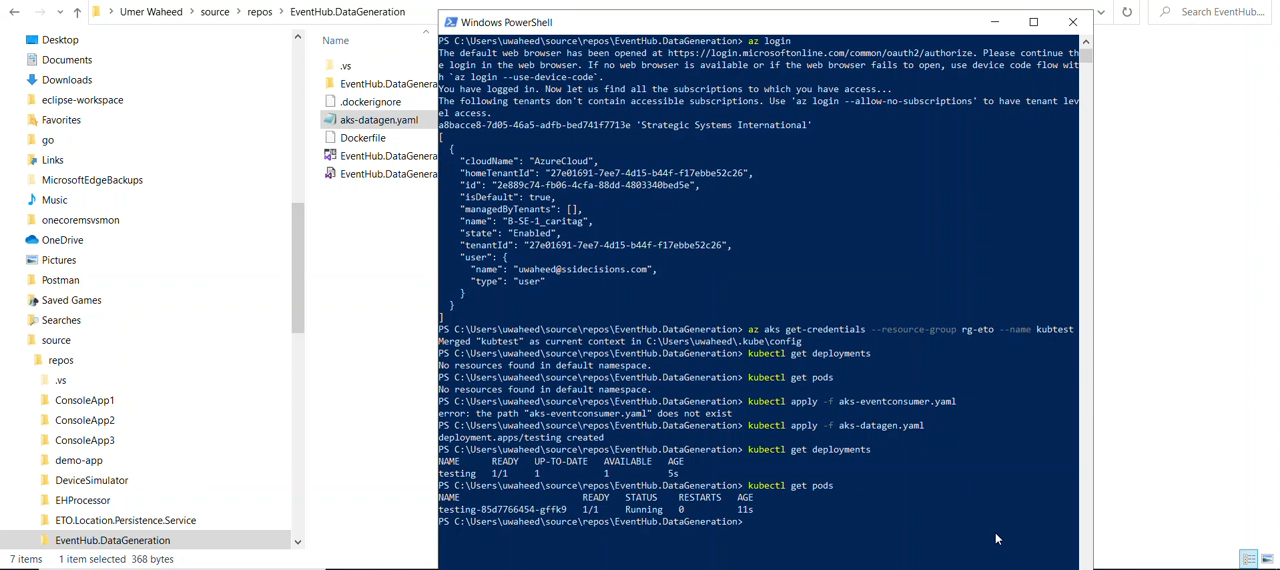 Umer Waheed > source > repos > EventHub.DataGeneration
Search EventHub....
Desktop
Documents
Downloads
eclipse-workspace
Favorites
go
Links
MicrosoftEdgeBackups
Music
onecoremsvsmon
OneDrive
Pictures
Postman
Saved Games
Searches
source
repos
.vs
ConsoleApp1
ConsoleApp2
ConsoleApp3
demo-app
DeviceSimulator
EHProcessor
ETO.Location.Persistence.Service
EventHub.DataGeneration
7 items 1 item selected 368 bytes
Name
.vs
EventHub.DataGenera
.dockerignore
aks-datagen.yaml
Dockerfile
EventHub.DataGenera
EventHub.DataGenera
Windows PowerShell
PS C:\Users\uwaheed\source\repos\EventHub.DataGeneration> az login
The default web browser has been opened at https://login.microsoftonline.com/common/oauth2/authorize. Please continue th
e login in the web browser. If no web browser is available or if the web browser fails to open, use device code flow wit
h `az login --use-device-code`.
You have logged in. Now let us find all the subscriptions to which you have access...
The following tenants don't contain accessible subscriptions. Use 'az login --allow-no-subscriptions' to have tenant lev
el access.
a8bacce8-7d05-46a5-adfb-bed741f7713e 'Strategic Systems International'
[
{
"cloudName": "AzureCloud",
"homeTenantId": "27e01691-7ee7-4d15-b44f-f17ebbe52c26",
"id": "2e889c74-fb06-4cfa-88dd-4803340bed5e",
"isDefault": true,
"managedByTenants": [],
"name": "B-SE-1_caritag",
"state": "Enabled",
"tenantId": "27e01691-7ee7-4d15-b44f-f17ebbe52c26",
"user": {
"name": "uwaheed@ssidecisions.com",
"type": "user"
}
}
]
PS C:\Users\uwaheed\source\repos\EventHub.DataGeneration> az aks get-credentials --resource-group rg-eto --name kubtest
Merged "kubtest" as current context in C:\Users\uwaheed\.kube\config
PS C:\Users\uwaheed\source\repos\EventHub.DataGeneration> kubectl get deployments
No resources found in default namespace.
PS C:\Users\uwaheed\source\repos\EventHub.DataGeneration> kubectl get pods
No resources found in default namespace.
PS C:\Users\uwaheed\source\repos\EventHub.DataGeneration> kubectl apply -f aks-eventconsumer.yaml
error: the path "aks-eventconsumer.yaml" does not exist
PS C:\Users\uwaheed\source\repos\EventHub.DataGeneration> kubectl apply -f aks-datagen.yaml
deployment.apps/testing created
PS C:\Users\uwaheed\source\repos\EventHub.DataGeneration> kubectl get deployments
NAME READY UP-TO-DATE AVAILABLE AGE
testing 1/1 1 1 5s
PS C:\Users\uwaheed\source\repos\EventHub.DataGeneration> kubectl get pods
NAME READY STATUS RESTARTS AGE
testing-85d7766454-gffk9 1/1 Running 0 11s
PS C:\Users\uwaheed\source\repos\EventHub.DataGeneration>